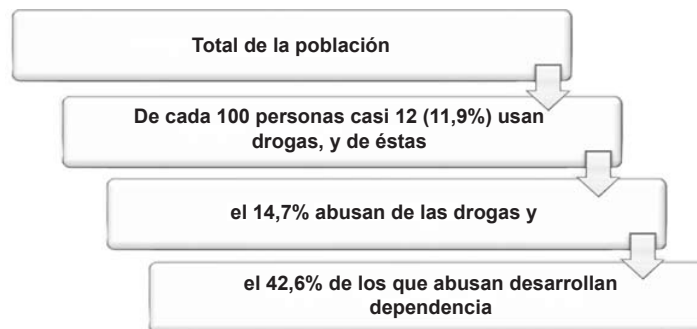 Total de la población
De cada 100 personas casi 12 (11,9%) usan
drogas, y de éstas
el 14,7% abusan de las drogas y
el 42,6% de los que abusan desarrollan
dependencia